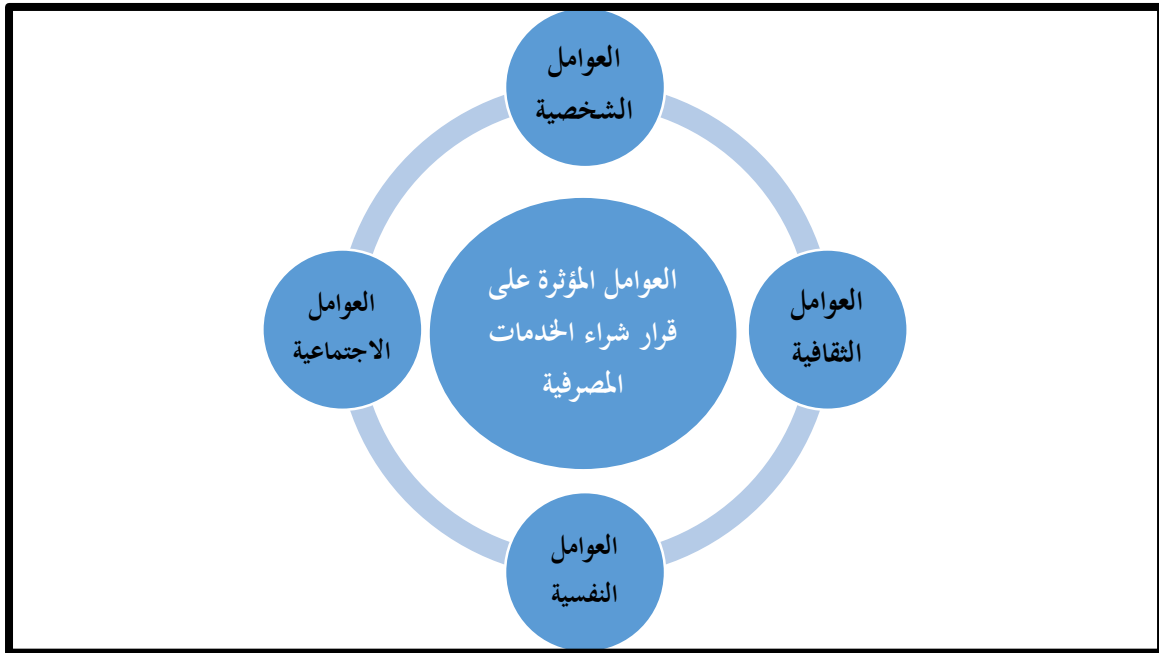 العوامل
الشخصية
العوامل
الثقافية
العوامل المؤثرة على
قرار شراء الخدمات
المصرفية
العوامل
الاجتماعية
العوامل
النفسية